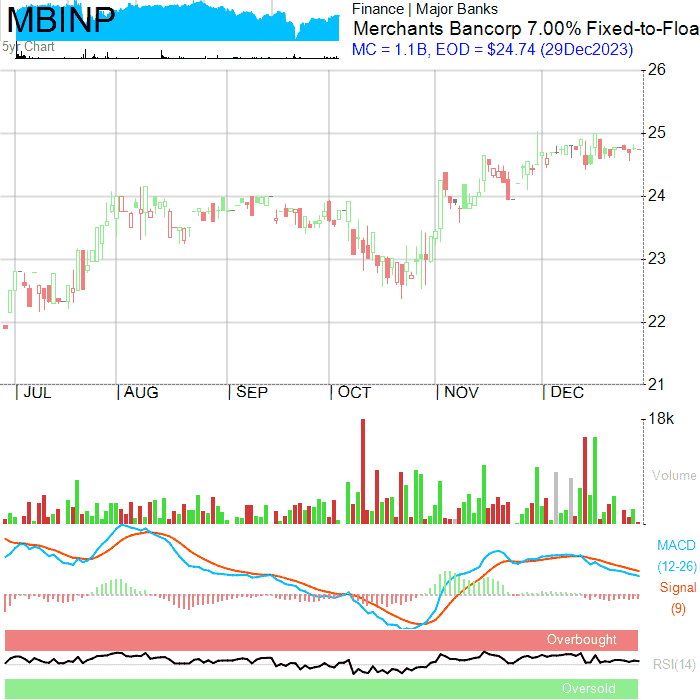 MBINP
5yr Chart
Finance | Major Banks
Merchants Bancorp 7.00% Fixed-to-Floa
MC = 1.1B, EOD = $24.74 (29Dec2023)
26
25
24
23
22
21
JUL AUG SEP OCT NOV DEC
18k
Volume
MACD
(12-26)
Signal
(9)
Overbought
RSI(14)
Oversold